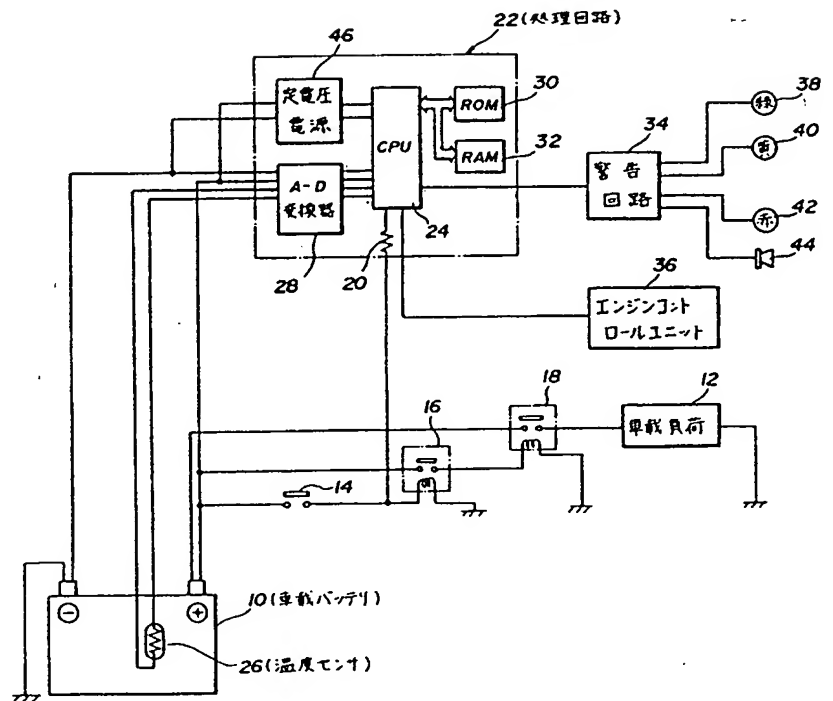 22(処理回路)
46
定電圧
電源
CPU
ROM
30
RAM
32
A-D
変換器
28
20
24
34
警告
回路
緑
38
黄
40
赤
42
44
36
エンジンコント
ロールユニット
18
12
車載負荷
16
14
10(車載バッテリ)
26(温度センサ)